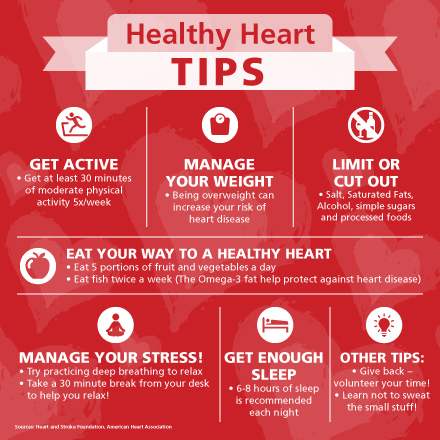 Healthy Heart
TIPS
GET ACTIVE
• Get at least 30 minutes
of moderate physical
activity 5x/week
MANAGE
YOUR WEIGHT
• Being overweight can
increase your risk of
heart disease
LIMIT OR
CUT OUT
• Salt, Saturated Fats,
Alcohol, simple sugars
and processed foods
EAT YOUR WAY TO A HEALTHY HEART
• Eat 5 portions of fruit and vegetables a day
• Eat fish twice a week (The Omega-3 fat help protect against heart disease)
MANAGE YOUR STRESS!
• Try practicing deep breathing to relax
• Take a 30 minute break from your desk
to help you relax!
GET ENOUGH
SLEEP
• 6-8 hours of sleep
is recommended
each night
OTHER TIPS:
• Give back –
volunteer your time!
• Learn not to sweat
the small stuff!
Sources: Heart and Stroke Foundation, American Heart Association